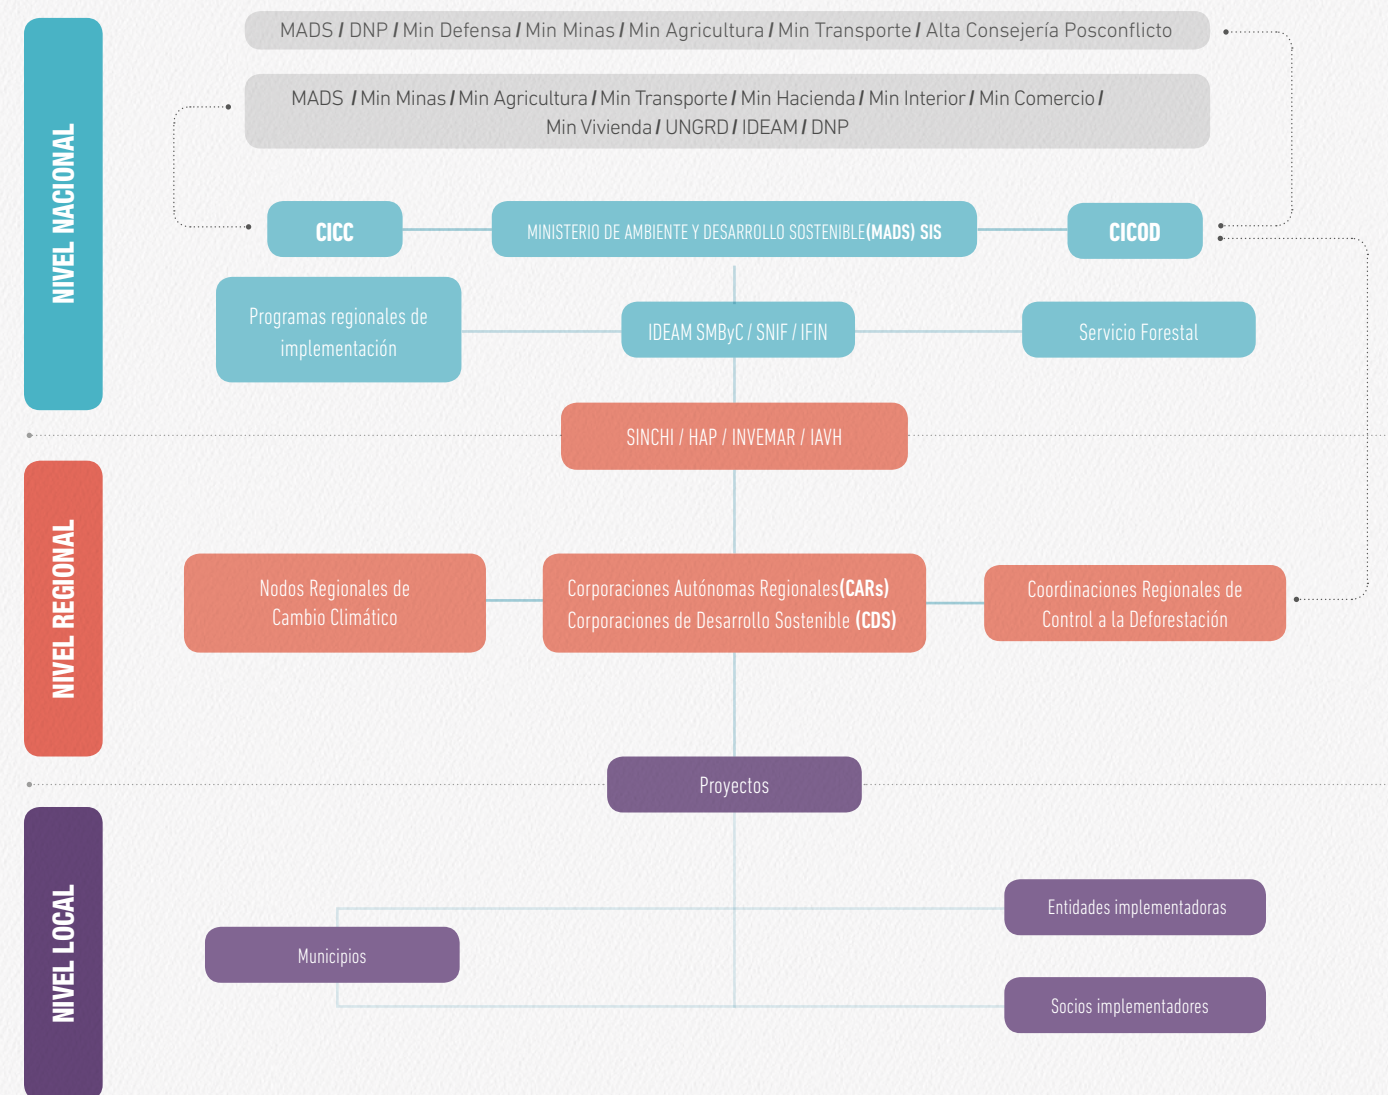 MADS / DNP / Min Defensa / Min Minas / Min Agricultura / Min Transporte / Alta Consejería Posconflicto
MADS / Min Minas / Min Agricultura / Min Transporte / Min Hacienda / Min Interior / Min Comercio /
Min Vivienda / UNGRD / IDEAM / DNP
NIVEL NACIONAL
CICC
MINISTERIO DE AMBIENTE Y DESARROLLO SOSTENIBLE(MADS) SIS
CICOD
Programas regionales de
implementación
IDEAM SMByC / SNIF / IFIN
Servicio Forestal
SINCHI / HAP / INVEMAR / IAVH
NIVEL REGIONAL
Nodos Regionales de
Cambio Climático
Corporaciones Autónomas Regionales(CARs)
Corporaciones de Desarrollo Sostenible (CDS)
Coordinaciones Regionales de
Control a la Deforestación
Proyectos
NIVEL LOCAL
Municipios
Entidades implementadoras
Socios implementadores